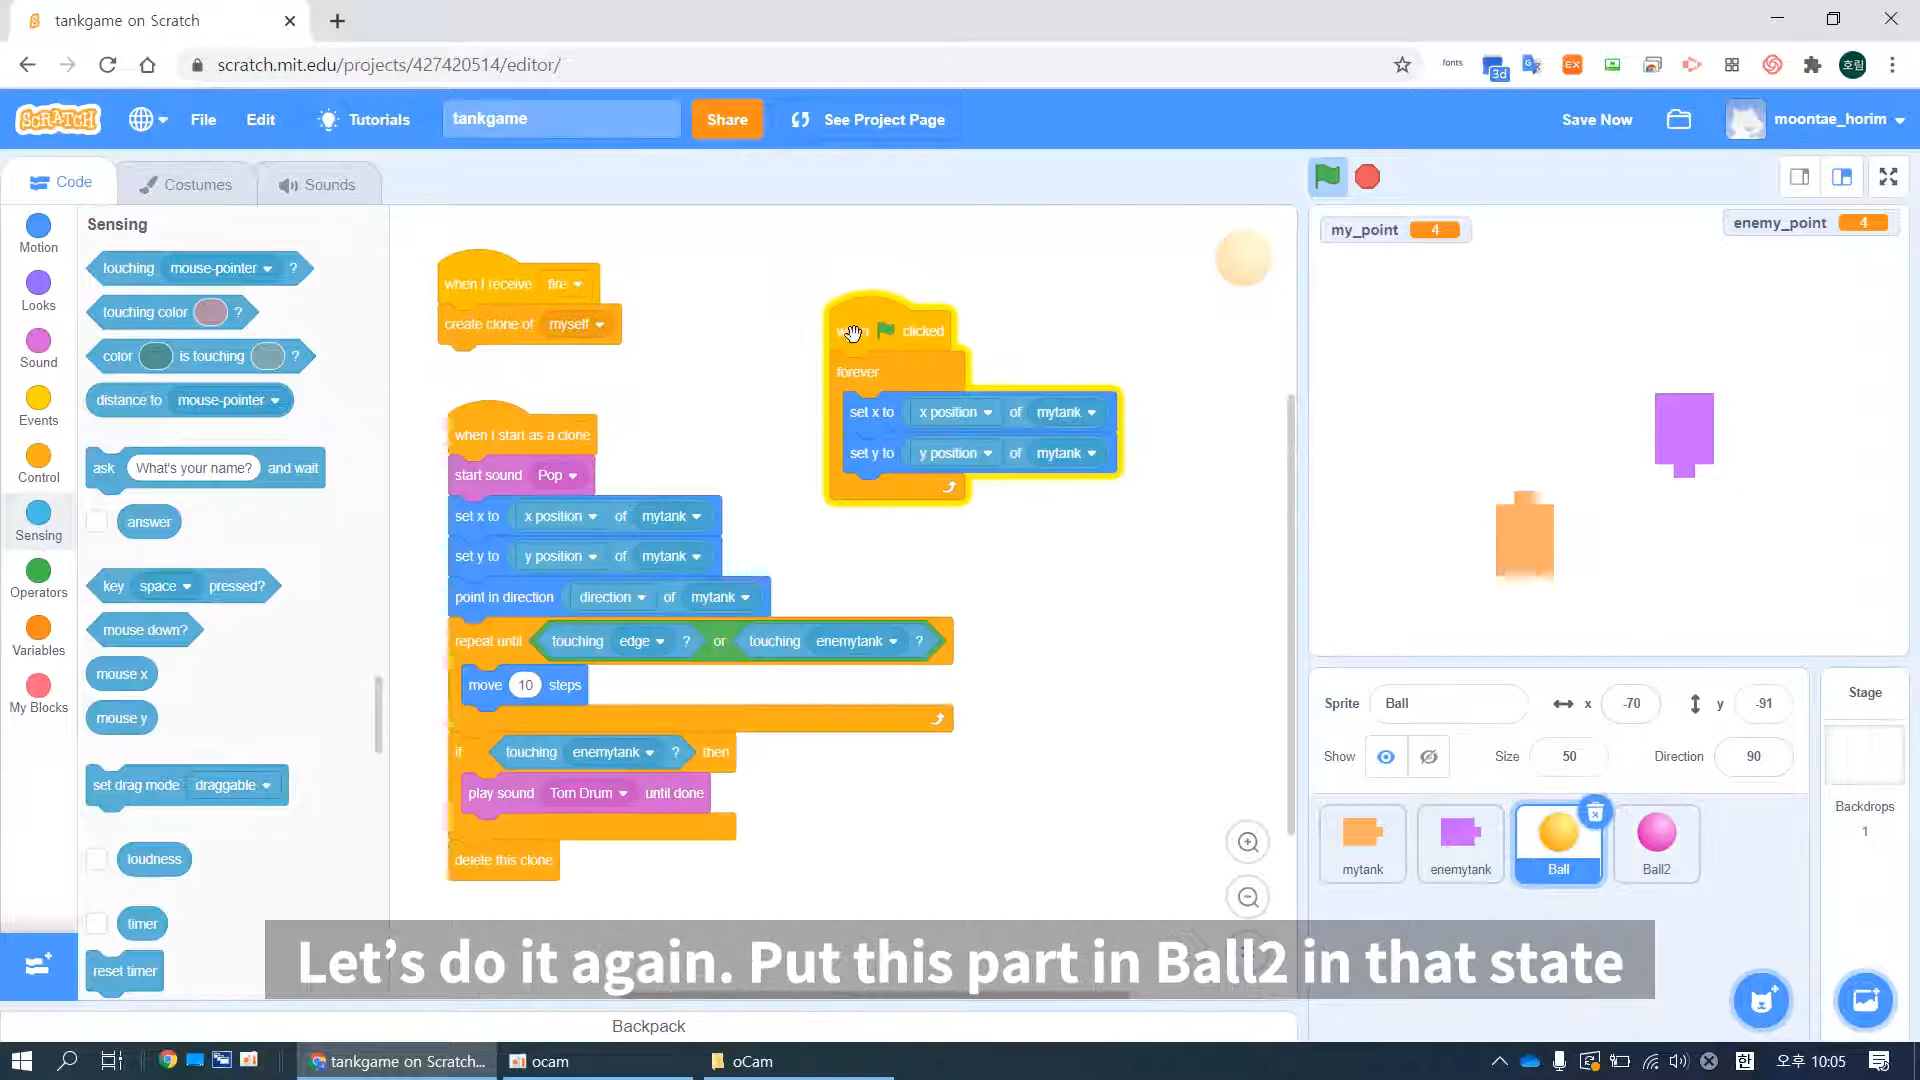 tankgame on Scratch
scratch.mit.edu/projects/427420514/editor/
fonts
3d
EX
호림
SCRATCH
File
Edit
Tutorials
tankgame
Share
See Project Page
Save Now
moontae_horim
Code
Costumes
Sounds
Motion
Looks
Sound
Events
Control
Sensing
Operators
Variables
My Blocks
Sensing
touching mouse-pointer ?
touching color ?
color is touching ?
distance to mouse-pointer
ask What's your name? and wait
answer
key space pressed?
mouse down?
mouse x
mouse y
set drag mode draggable
loudness
timer
reset timer
when I receive fire
create clone of myself
when I start as a clone
start sound Pop
set x to x position of mytank
set y to y position of mytank
point in direction direction of mytank
repeat until touching edge ? or touching enemytank ?
move 10 steps
if touching enemytank ? then
play sound Tom Drum until done
delete this clone
clicked
forever
set x to x position of mytank
set y to y position of mytank
my_point 4
enemy_point 4
Sprite Ball x -70 y -91
Show Size 50 Direction 90
mytank
enemytank
Ball
Ball2
Stage
Backdrops
1
Let's do it again. Put this part in Ball2 in that state
Backpack
tankgame on Scratch...
ocam
oCam
한
오후 10:05